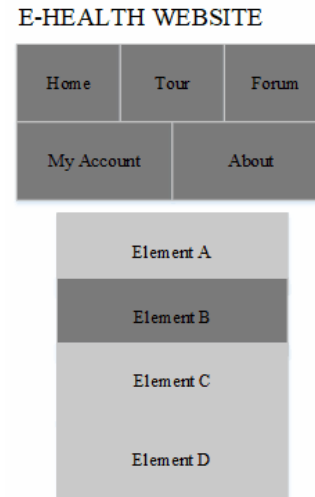 E-HEALTH WEBSITE
Home Tour Forum
My Account About
Element A
Element B
Element C
Element D